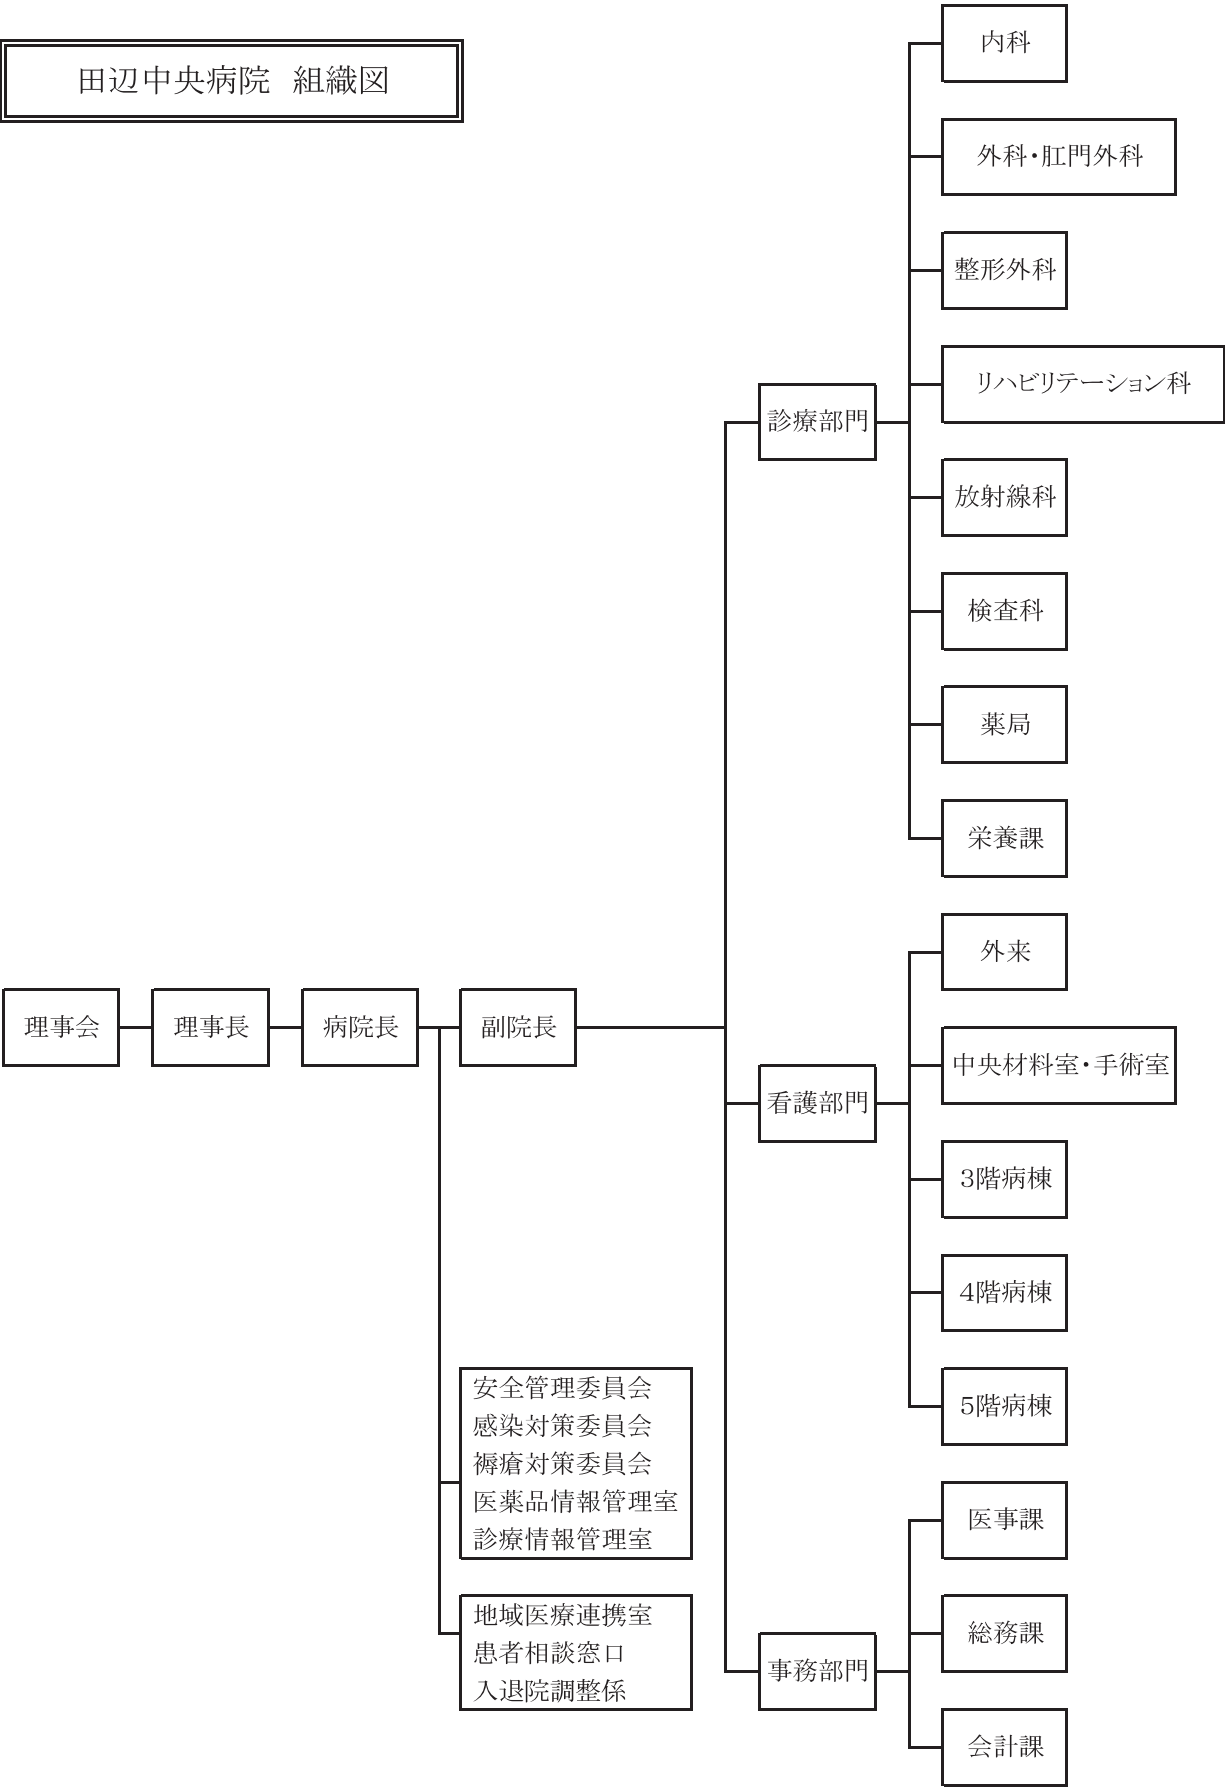 田辺中央病院 組織図
理事会
理事長
病院長
副院長
安全管理委員会
感染対策委員会
褥瘡対策委員会
医薬品情報管理室
診療情報管理室
地域医療連携室
患者相談窓口
入退院調整係
診療部門
内科
外科・肛門外科
整形外科
リハビリテーション科
放射線科
検査科
薬局
栄養課
看護部門
外来
中央材料室・手術室
3階病棟
4階病棟
5階病棟
事務部門
医事課
総務課
会計課